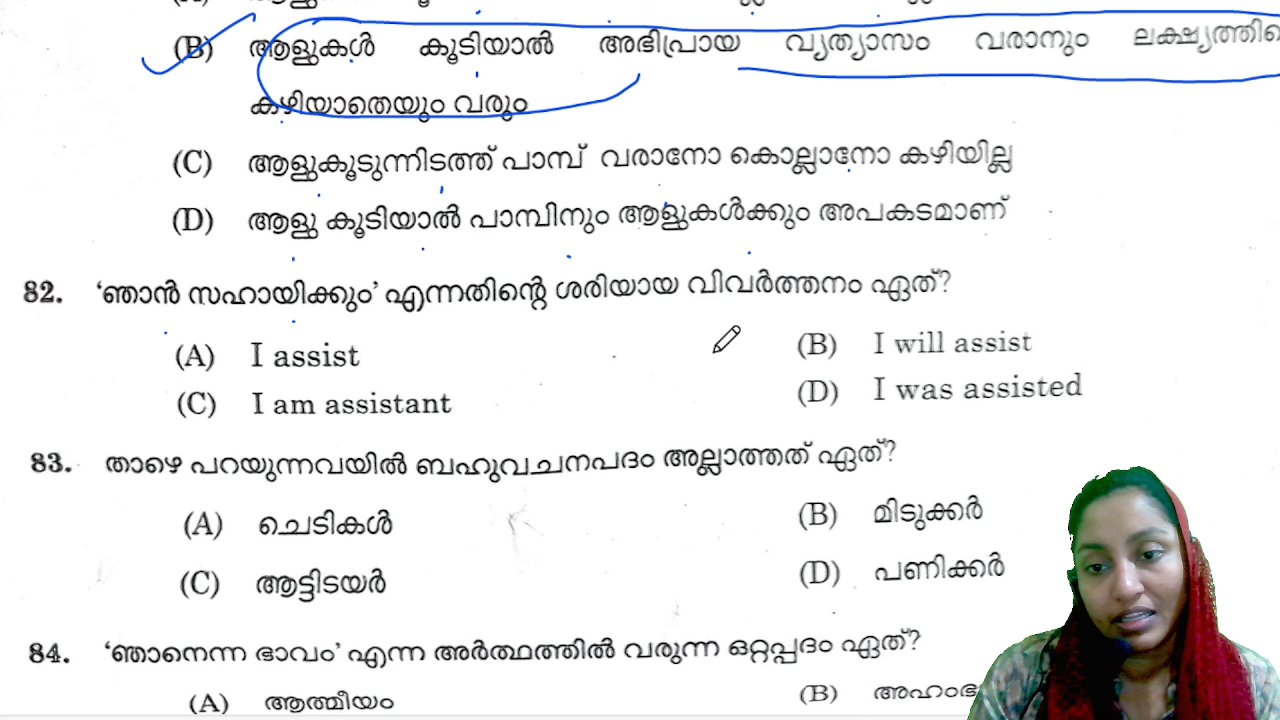 (B) ആളുകൾ കൂടിയാൽ അഭിപ്രായ വ്യത്യാസം വരാനും
കഴിയാതെയും വരും
(C) ആളുകൂടുന്നിടത്ത് പാമ്പ് വരാനോ കൊല്ലാനോ കഴിയില്ല
(D) ആളു കൂടിയാൽ പാമ്പിനും ആളുകൾക്കും അപകടമാണ്
82. 'ഞാൻ സഹായിക്കും' എന്നതിന്റെ ശരിയായ വിവർത്തനം ഏത്?
(A) I assist (B) I will assist
(C) I am assistant (D) I was assisted
83. താഴെ പറയുന്നവയിൽ ബഹുവചനപദം അല്ലാത്തത് ഏത്?
(A) ചെടികൾ (B) മിടുക്കർ
(C) ആട്ടിടയർ (D) പണിക്കർ
84. 'ഞാനെന്ന ഭാവം' എന്ന അർത്ഥത്തിൽ വരുന്ന ഒറ്റപ്പദം ഏത്?
(A) ആത്മീയം (B)